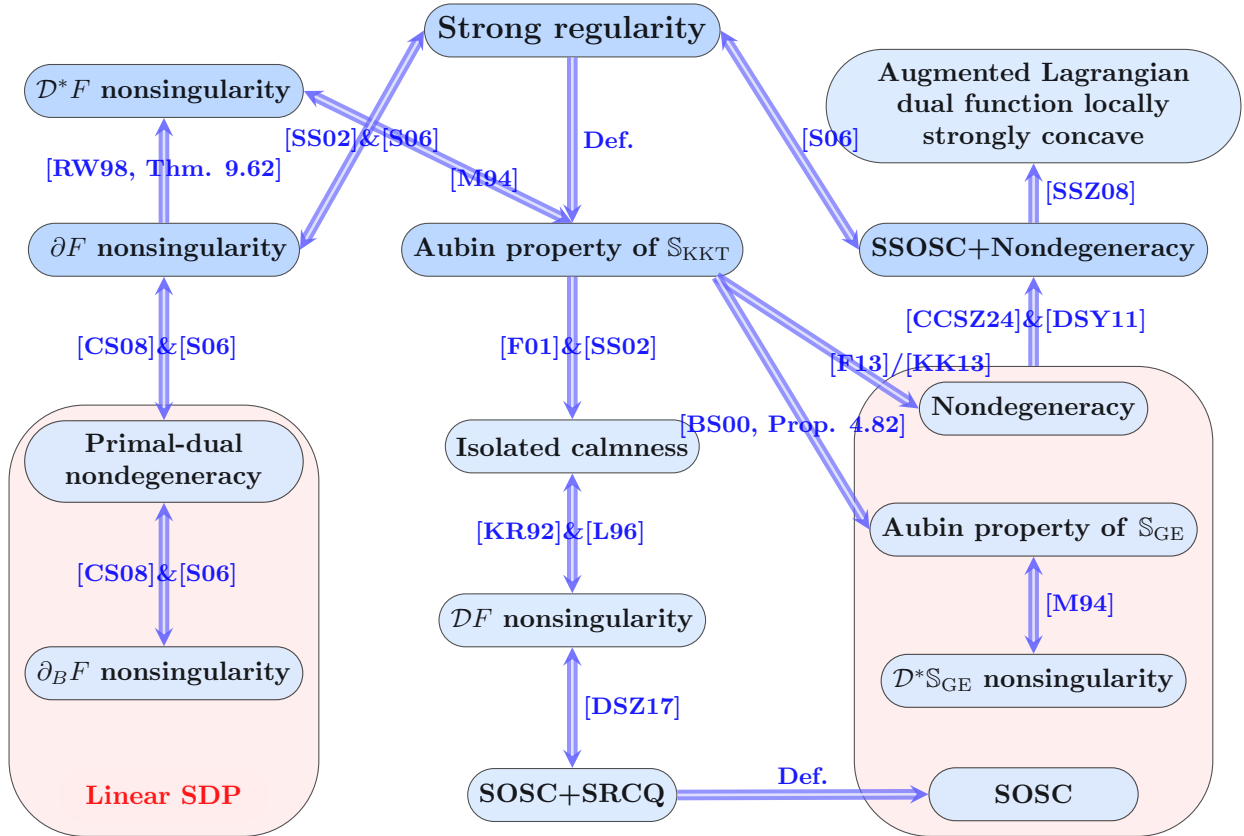 Strong regularity
𝒟*F nonsingularity
Augmented Lagrangian
dual function locally
strongly concave
[SS02]&[S06]
Def.
[S06]
[RW98, Thm. 9.62]
[M94]
[SSZ08]
∂F nonsingularity
Aubin property of 𝕊KKT
SSOSC+Nondegeneracy
[CS08]&[S06]
[F01]&[SS02]
[CCSZ24]&[DSY11]
[F13]/[KK13]
Nondegeneracy
[BS00, Prop. 4.82]
Primal-dual
nondegeneracy
Isolated calmness
Aubin property of 𝕊GE
[CS08]&[S06]
[KR92]&[L96]
[M94]
𝒟F nonsingularity
∂BF nonsingularity
𝒟*𝕊GE nonsingularity
[DSZ17]
Linear SDP
SOSC+SRCQ
Def.
SOSC